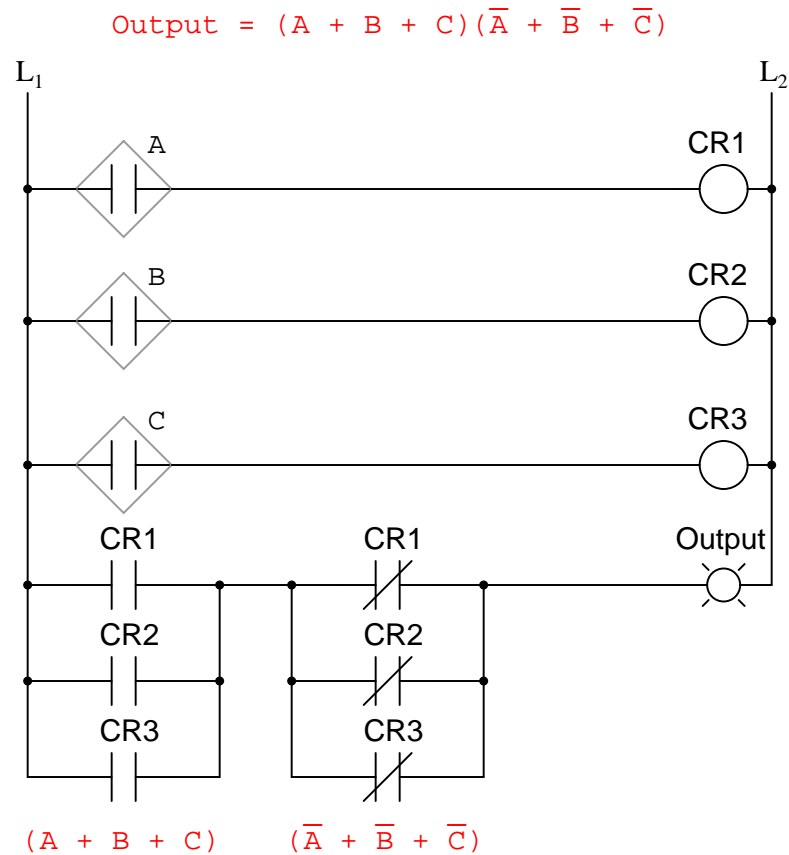 Output = (A + B + C)(A̅ + B̅ + C̅)
L₁ L₂
A CR1
B CR2
C CR3
CR1 CR1 Output
CR2 CR2
CR3 CR3
(A + B + C) (A̅ + B̅ + C̅)